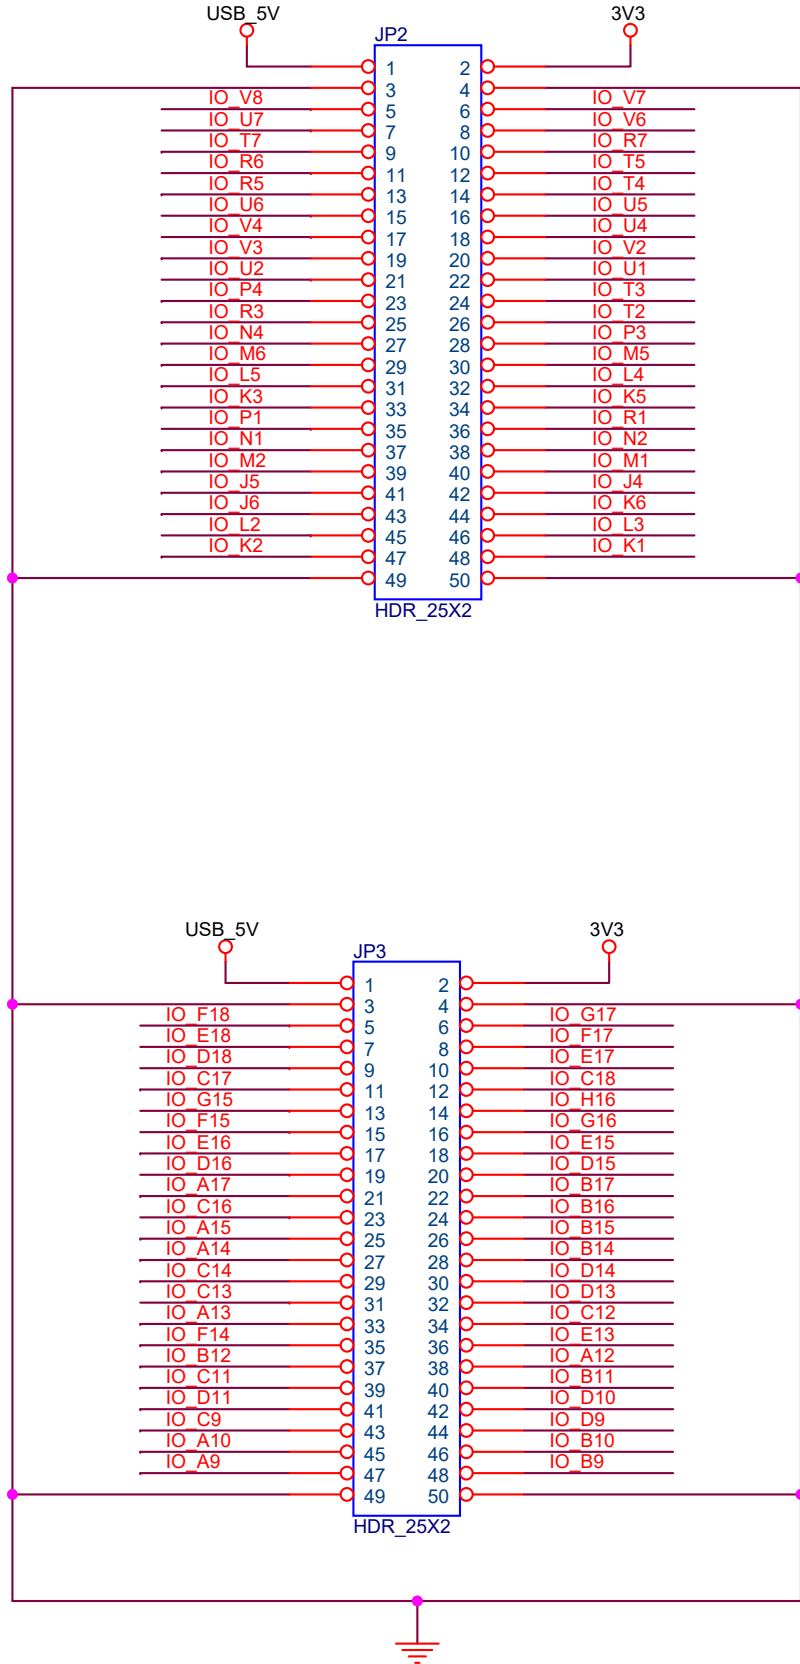 USB_5V 3V3
JP2
1 2
3 4
IO_V8 5 6 IO_V7
IO_U7 7 8 IO_V6
IO_T7 9 10 IO_R7
IO_R6 11 12 IO_T5
IO_R5 13 14 IO_T4
IO_U6 15 16 IO_U5
IO_V4 17 18 IO_U4
IO_V3 19 20 IO_V2
IO_U2 21 22 IO_U1
IO_P4 23 24 IO_T3
IO_R3 25 26 IO_T2
IO_N4 27 28 IO_P3
IO_M6 29 30 IO_M5
IO_L5 31 32 IO_L4
IO_K3 33 34 IO_K5
IO_P1 35 36 IO_R1
IO_N1 37 38 IO_N2
IO_M2 39 40 IO_M1
IO_J5 41 42 IO_J4
IO_J6 43 44 IO_K6
IO_L2 45 46 IO_L3
IO_K2 47 48 IO_K1
49 50
HDR_25X2
USB_5V 3V3
JP3
1 2
3 4
IO_F18 5 6 IO_G17
IO_E18 7 8 IO_F17
IO_D18 9 10 IO_E17
IO_C17 11 12 IO_C18
IO_G15 13 14 IO_H16
IO_F15 15 16 IO_G16
IO_E16 17 18 IO_E15
IO_D16 19 20 IO_D15
IO_A17 21 22 IO_B17
IO_C16 23 24 IO_B16
IO_A15 25 26 IO_B15
IO_A14 27 28 IO_B14
IO_C14 29 30 IO_D14
IO_C13 31 32 IO_D13
IO_A13 33 34 IO_C12
IO_F14 35 36 IO_E13
IO_B12 37 38 IO_A12
IO_C11 39 40 IO_B11
IO_D11 41 42 IO_D10
IO_C9 43 44 IO_D9
IO_A10 45 46 IO_B10
IO_A9 47 48 IO_B9
49 50
HDR_25X2